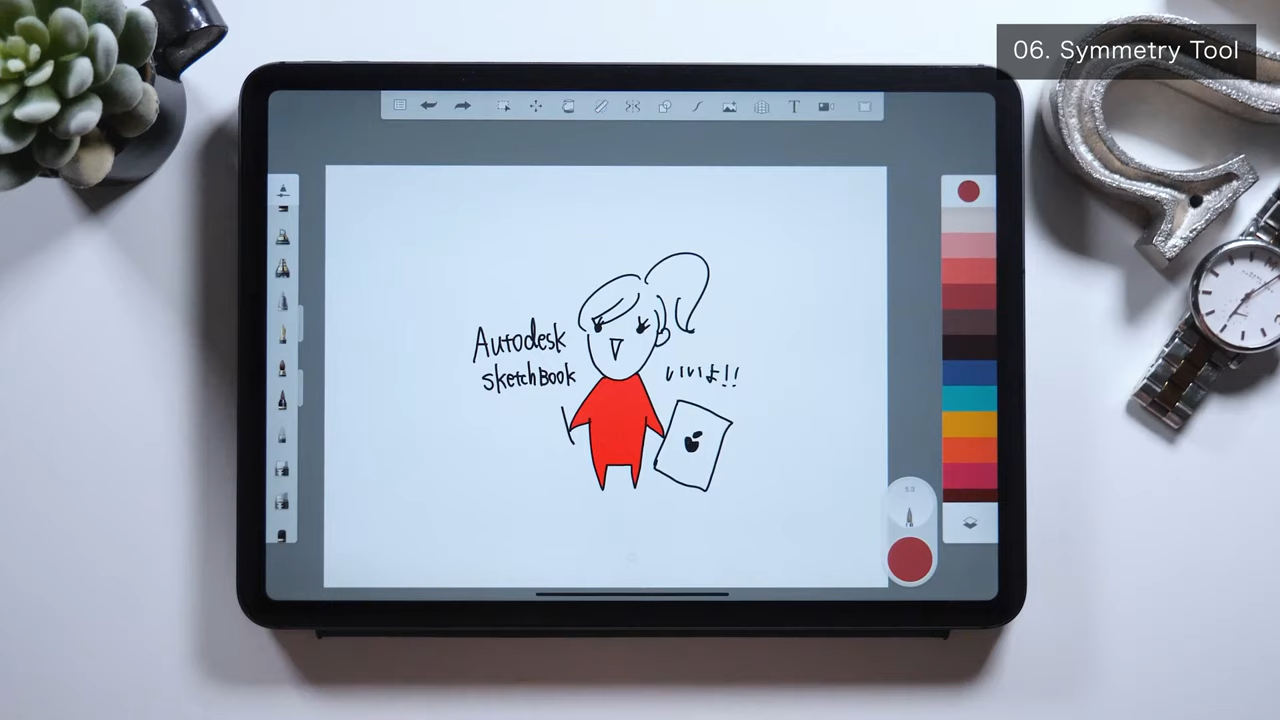 06. Symmetry Tool
T
Autodesk
sketchBook
いいよ!!